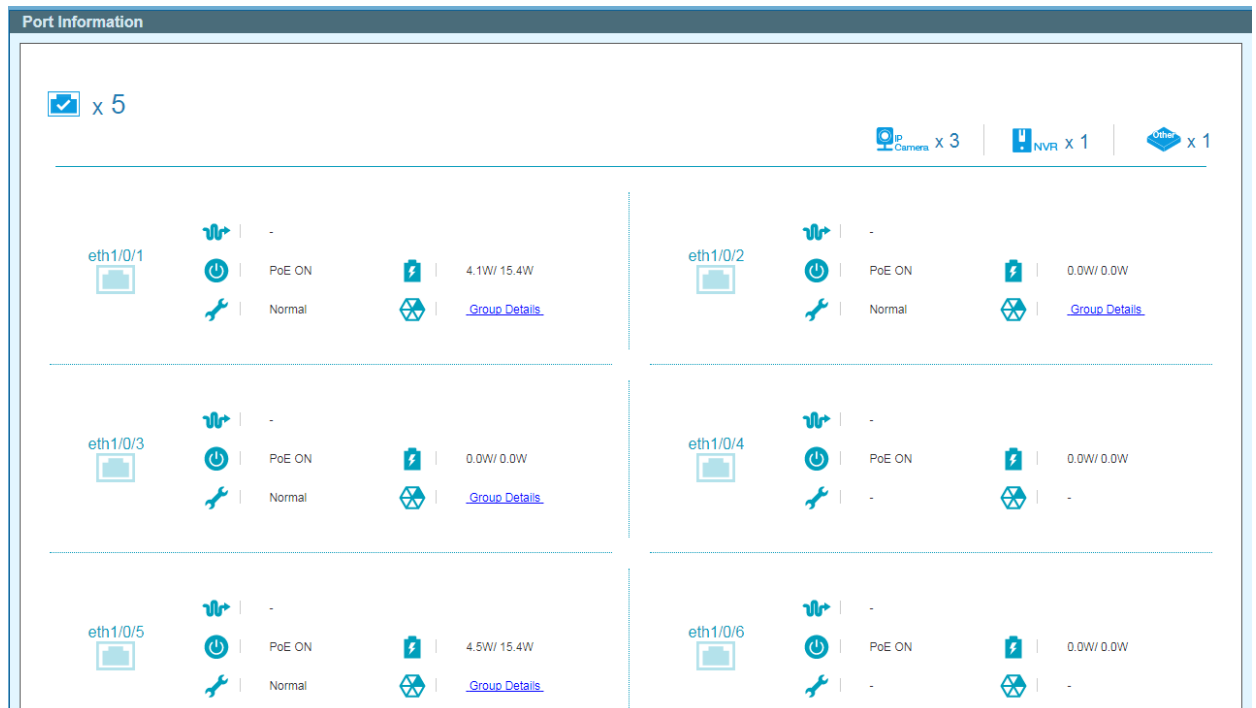 Port Information
x 5
IP Camera x 3 NVR x 1 Other x 1
eth1/0/1
-
PoE ON 4.1W/ 15.4W
Normal Group Details
eth1/0/2
-
PoE ON 0.0W/ 0.0W
Normal Group Details
eth1/0/3
-
PoE ON 0.0W/ 0.0W
Normal Group Details
eth1/0/4
-
PoE ON 0.0W/ 0.0W
- -
eth1/0/5
-
PoE ON 4.5W/ 15.4W
Normal Group Details
eth1/0/6
-
PoE ON 0.0W/ 0.0W
- -